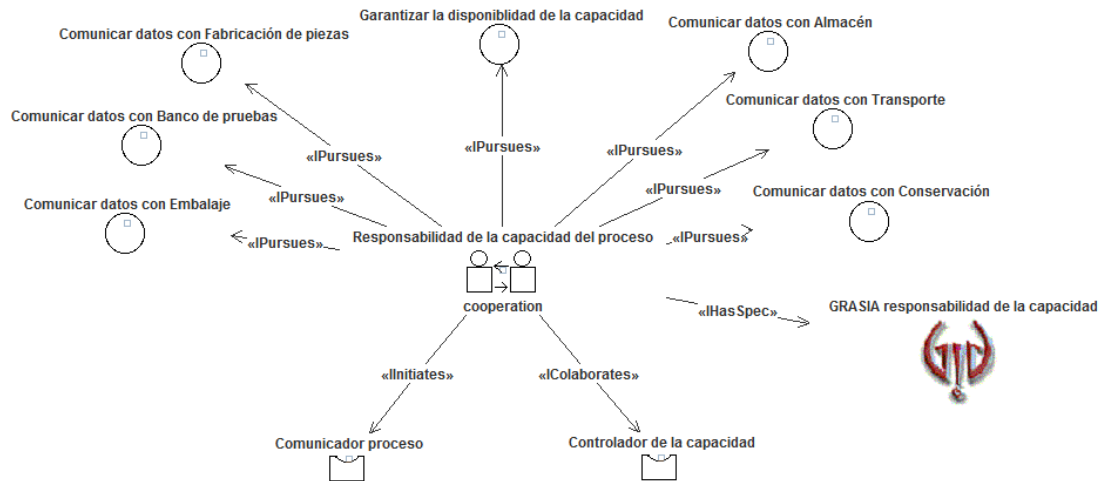 Garantizar la disponiblidad de la capacidad
Comunicar datos con Fabricación de piezas
Comunicar datos con Almacén
Comunicar datos con Banco de pruebas
Comunicar datos con Transporte
«IPursues»
«IPursues»
«IPursues»
«IPursues»
«IPursues»
Comunicar datos con Embalaje
Comunicar datos con Conservación
«IPursues»
Responsabilidad de la capacidad del proceso
«IPursues»
cooperation
«IHasSpec»
GRASIA responsabilidad de la capacidad
«IInitiates»
«IColaborates»
Comunicador proceso
Controlador de la capacidad